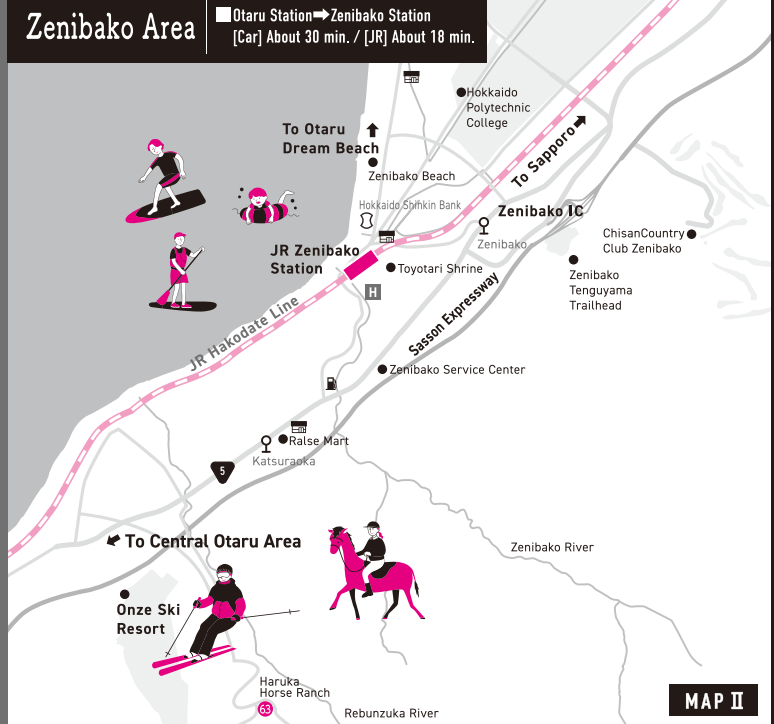 Zenibako Area
Otaru Station➡Zenibako Station
[Car] About 30 min. / [JR] About 18 min.
Hokkaido
Polytechnic
College
To Otaru
Dream Beach
To Sapporo
Zenibako Beach
Hokkaido Shinkin Bank
Zenibako IC
Zenibako
ChisanCountry
Club Zenibako
JR Zenibako
Station
Toyotari Shrine
Zenibako
Tenguyama
Trailhead
H
JR Hakodate Line
Sasson Expressway
Zenibako Service Center
Ralse Mart
Katsuraoka
5
To Central Otaru Area
Zenibako River
Onze Ski
Resort
Haruka
Horse Ranch
63
Rebunzuka River
MAP II